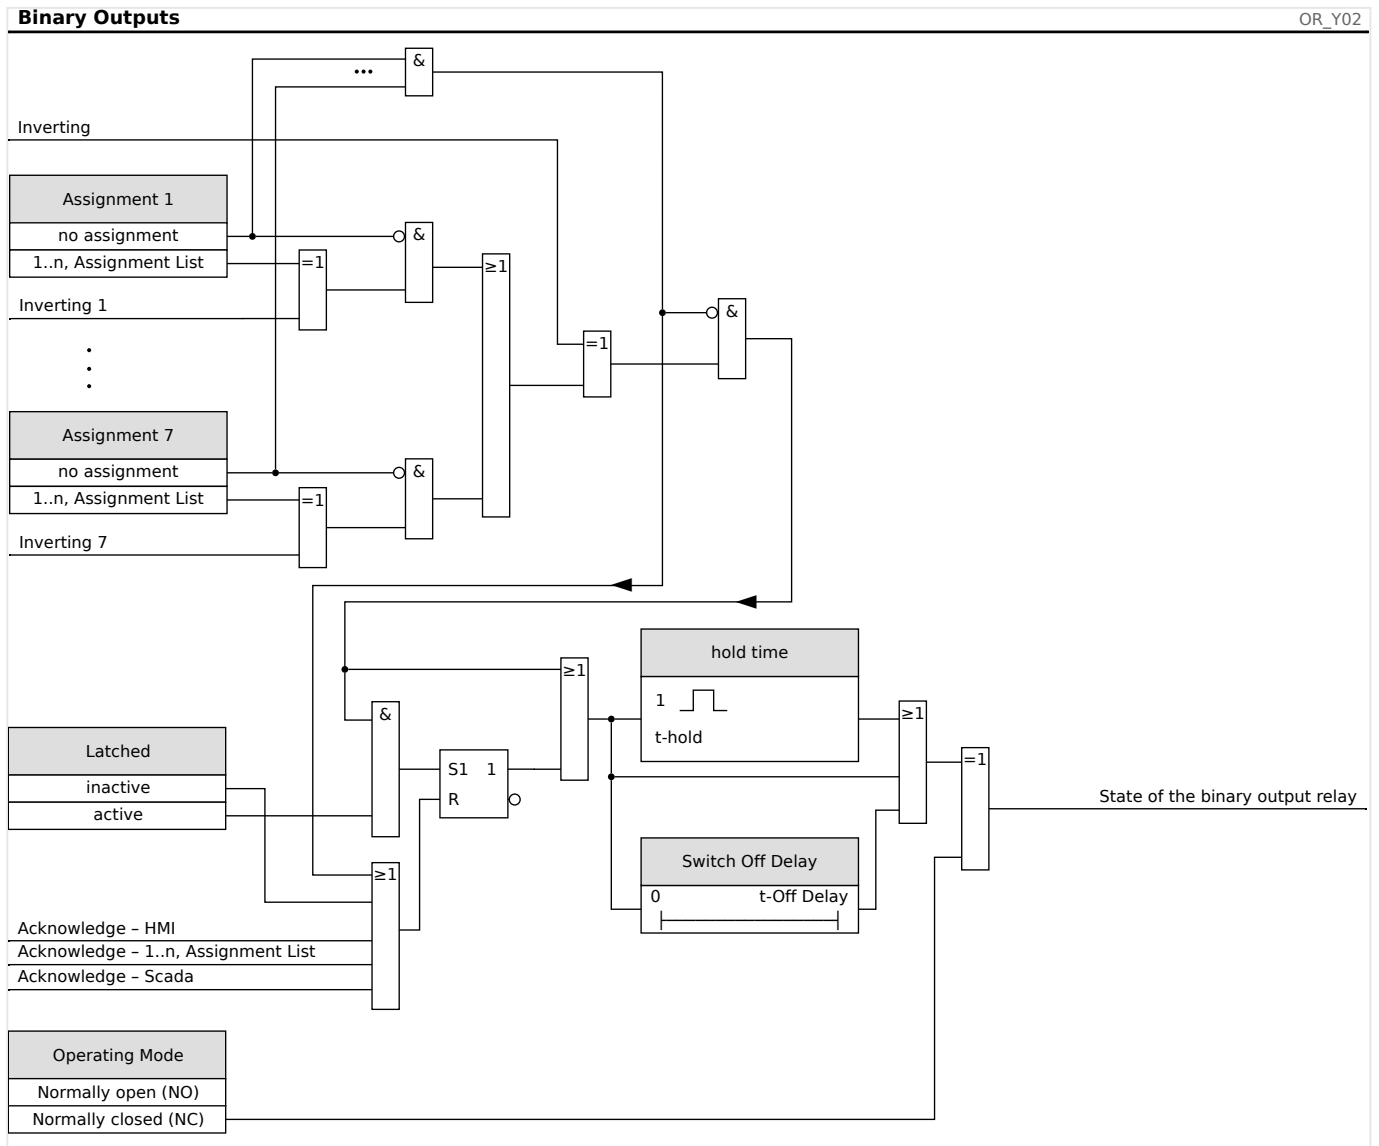 Binary Outputs
OR_Y02
&
•••
Inverting
Assignment 1
no assignment
&
1..n, Assignment List
=1
≥1
Inverting 1
&
=1
Assignment 7
no assignment
&
1..n, Assignment List
=1
Inverting 7
hold time
≥1
1
t-hold
&
≥1
Latched
inactive
active
S1 1
R
=1
State of the binary output relay
Switch Off Delay
0 t-Off Delay
≥1
Acknowledge – HMI
Acknowledge – 1..n, Assignment List
Acknowledge – Scada
Operating Mode
Normally open (NO)
Normally closed (NC)